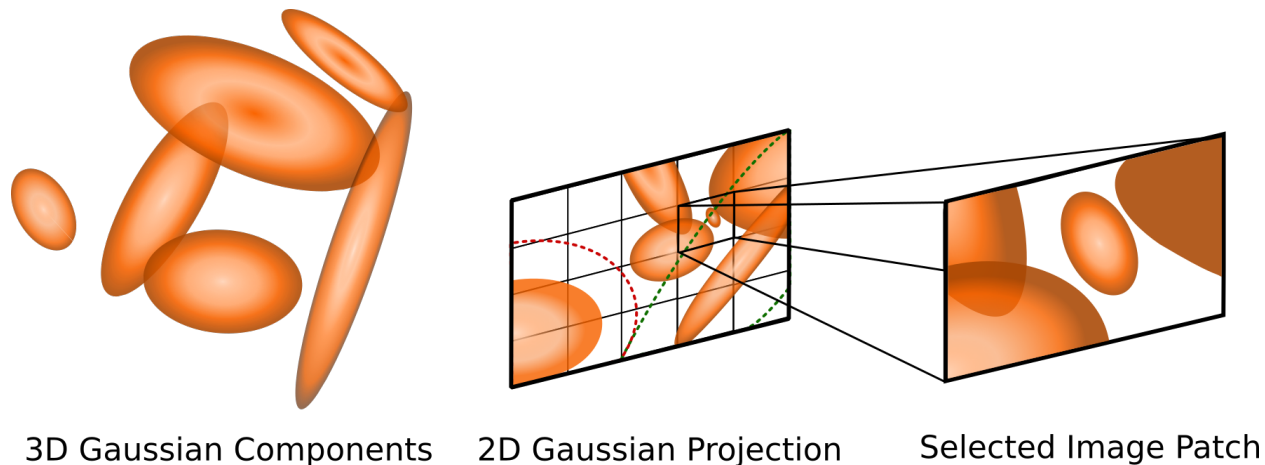 3D Gaussian Components
2D Gaussian Projection
Selected Image Patch